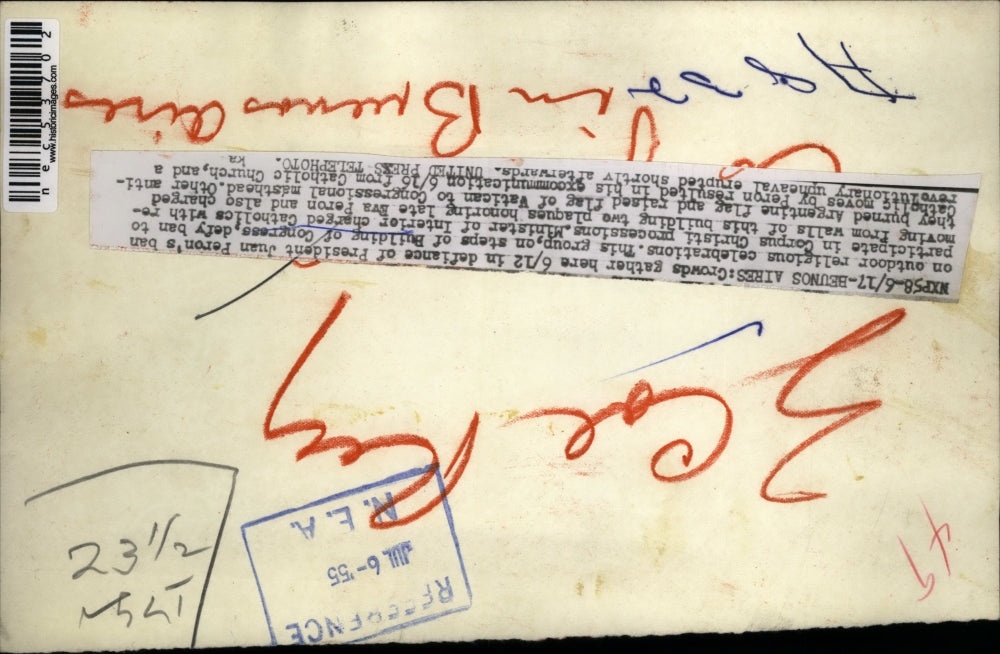 NXP58-6/17-BEUNOS AIRES:Crowds gather here 6/12 in defiance of President Juan Peron's ban
on outdoor religious celebrations.This group,on steps of Building of Congress,defy ban to
participate in Corpus Christi processions.Minister of Interior charged Catholics with re-
moving from walls of this building two plaques honoring late Eva Peron and also charged
they burned Argentine flag and raised flag of Vatican to Congressional masthead.Other anti-
Catholic moves by Peron resulted in his excommunication 6/16 from Catholic Church,and a
revolutionary upheaval erupted shortly afterwards. UNITED PRESS TELEPHOTO.
ka
in Buenos Aires
3 Col
REFERENCE
JUL 6-'55
N.E.A.
23 1/2
49
necs53702
www.historicimages.com